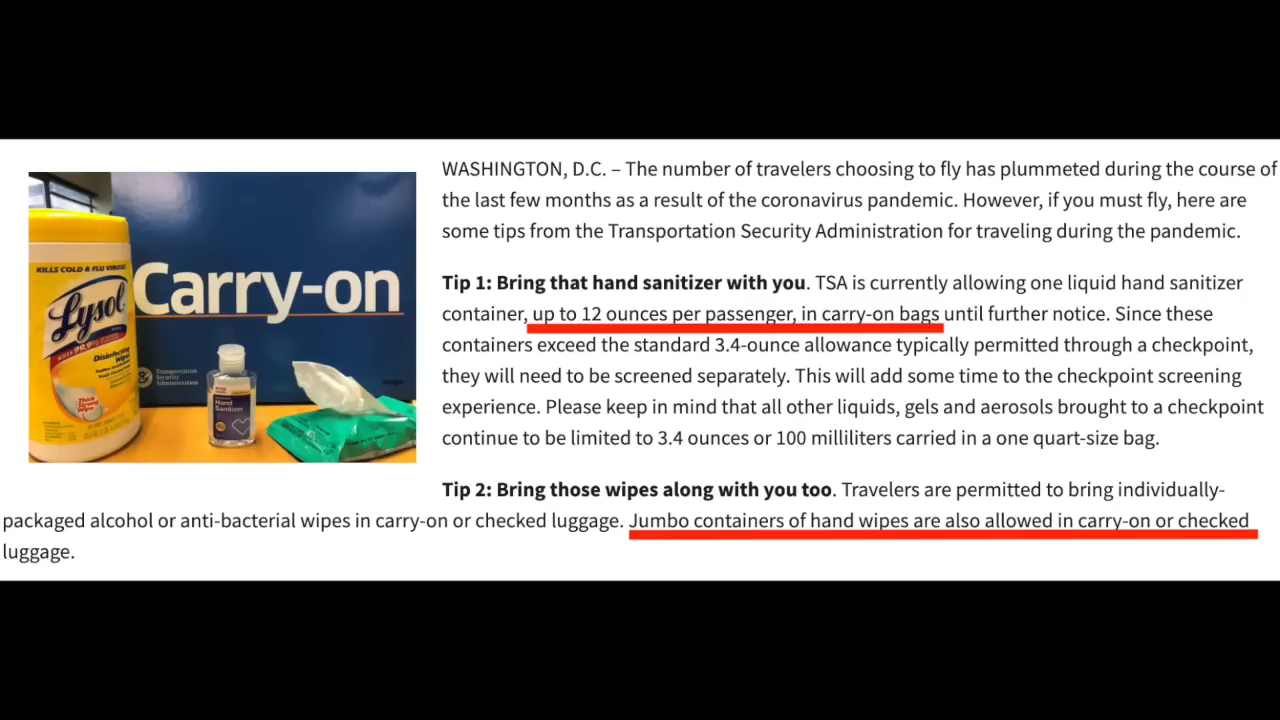 WASHINGTON, D.C. – The number of travelers choosing to fly has plummeted during the course of
the last few months as a result of the coronavirus pandemic. However, if you must fly, here are
some tips from the Transportation Security Administration for traveling during the pandemic.
Tip 1: Bring that hand sanitizer with you. TSA is currently allowing one liquid hand sanitizer
container, up to 12 ounces per passenger, in carry-on bags until further notice. Since these
containers exceed the standard 3.4-ounce allowance typically permitted through a checkpoint,
they will need to be screened separately. This will add some time to the checkpoint screening
experience. Please keep in mind that all other liquids, gels and aerosols brought to a checkpoint
continue to be limited to 3.4 ounces or 100 milliliters carried in a one quart-size bag.
Tip 2: Bring those wipes along with you too. Travelers are permitted to bring individually-
packaged alcohol or anti-bacterial wipes in carry-on or checked luggage. Jumbo containers of hand wipes are also allowed in carry-on or checked
luggage.
KILLS COLD & FLU VIRUSES
Lysol
Disinfecting
Wipes
Carry-on
Transportation
Security
Administration
Hand
Sanitizer